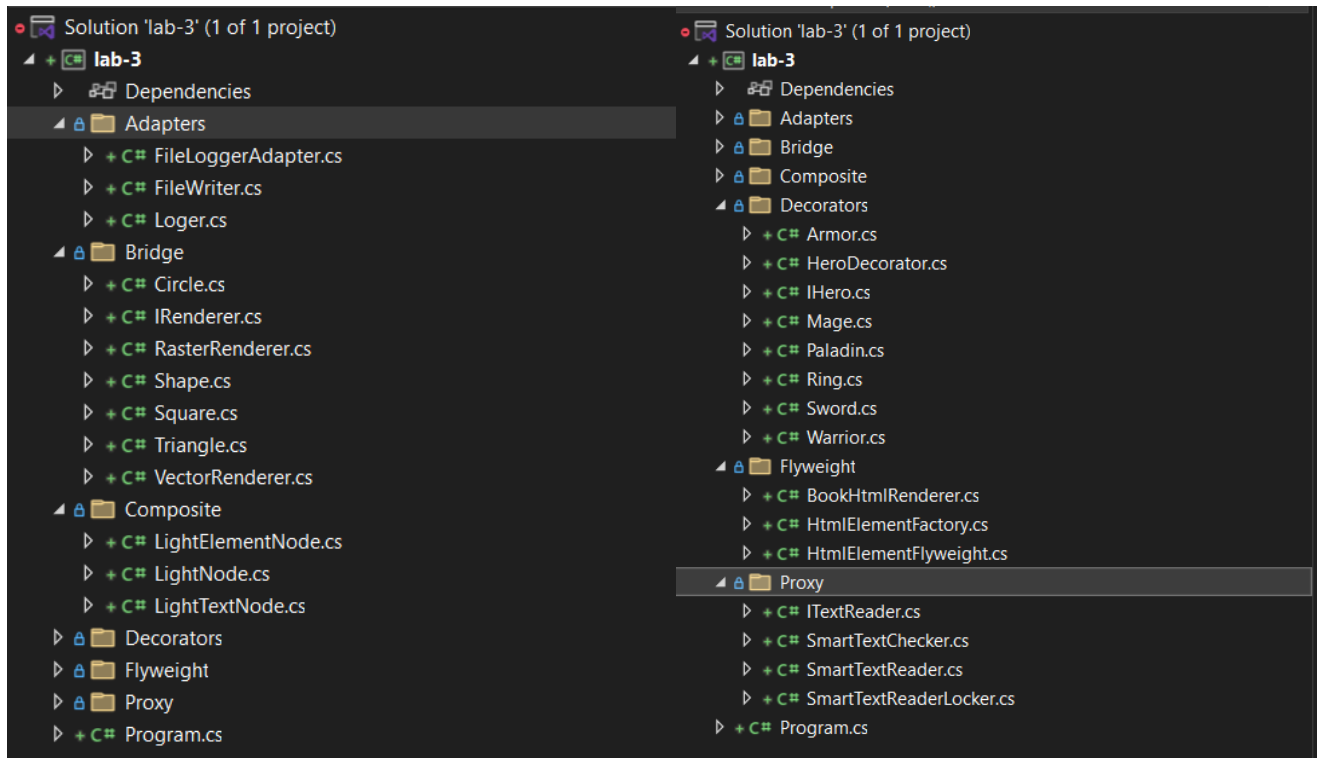 Solution 'lab-3' (1 of 1 project)
C# lab-3
Dependencies
Adapters
C# FileLoggerAdapter.cs
C# FileWriter.cs
C# Loger.cs
Bridge
C# Circle.cs
C# IRenderer.cs
C# RasterRenderer.cs
C# Shape.cs
C# Square.cs
C# Triangle.cs
C# VectorRenderer.cs
Composite
C# LightElementNode.cs
C# LightNode.cs
C# LightTextNode.cs
Decorators
Flyweight
Proxy
C# Program.cs
Solution 'lab-3' (1 of 1 project)
C# lab-3
Dependencies
Adapters
Bridge
Composite
Decorators
C# Armor.cs
C# HeroDecorator.cs
C# IHero.cs
C# Mage.cs
C# Paladin.cs
C# Ring.cs
C# Sword.cs
C# Warrior.cs
Flyweight
C# BookHtmlRenderer.cs
C# HtmlElementFactory.cs
C# HtmlElementFlyweight.cs
Proxy
C# ITextReader.cs
C# SmartTextChecker.cs
C# SmartTextReader.cs
C# SmartTextReaderLocker.cs
C# Program.cs